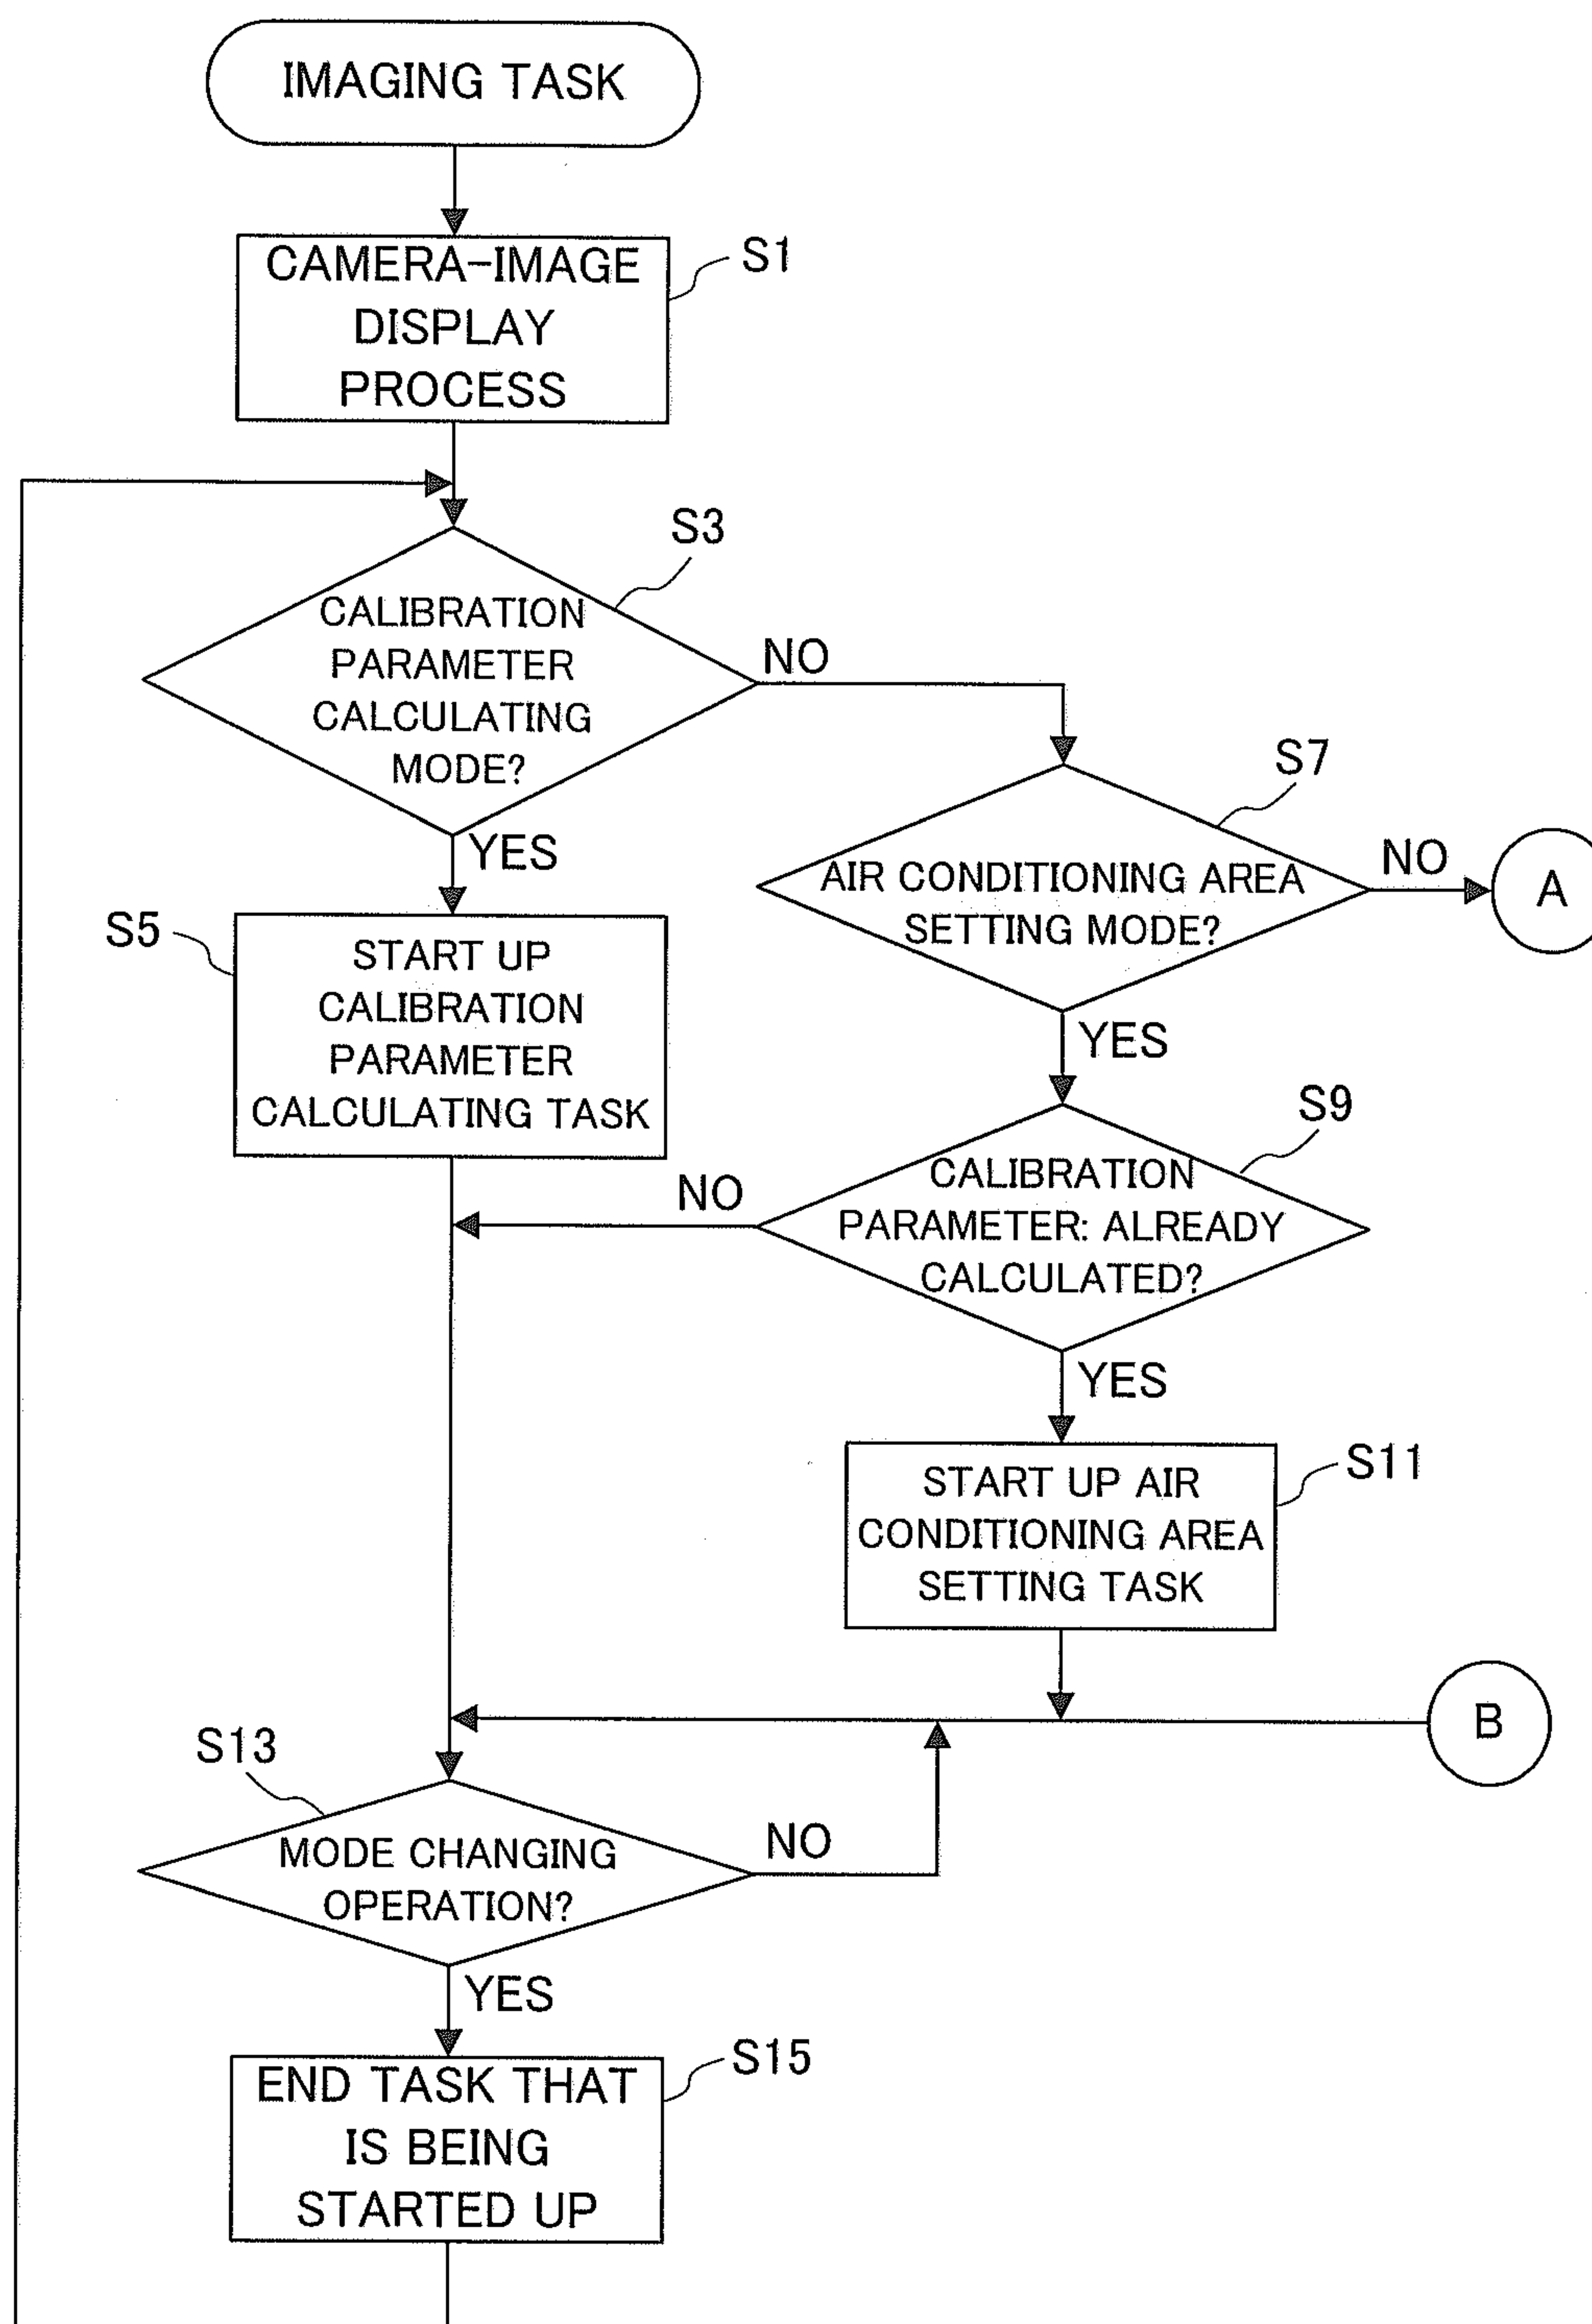 IMAGING TASK
CAMERA-IMAGE
DISPLAY
PROCESS
S1
S3
CALIBRATION
PARAMETER
CALCULATING
MODE?
NO
YES
S7
AIR CONDITIONING AREA
SETTING MODE?
NO
A
YES
S5
START UP
CALIBRATION
PARAMETER
CALCULATING TASK
S9
CALIBRATION
PARAMETER: ALREADY
CALCULATED?
NO
YES
START UP AIR
CONDITIONING AREA
SETTING TASK
S11
B
S13
MODE CHANGING
OPERATION?
NO
YES
END TASK THAT
IS BEING
STARTED UP
S15